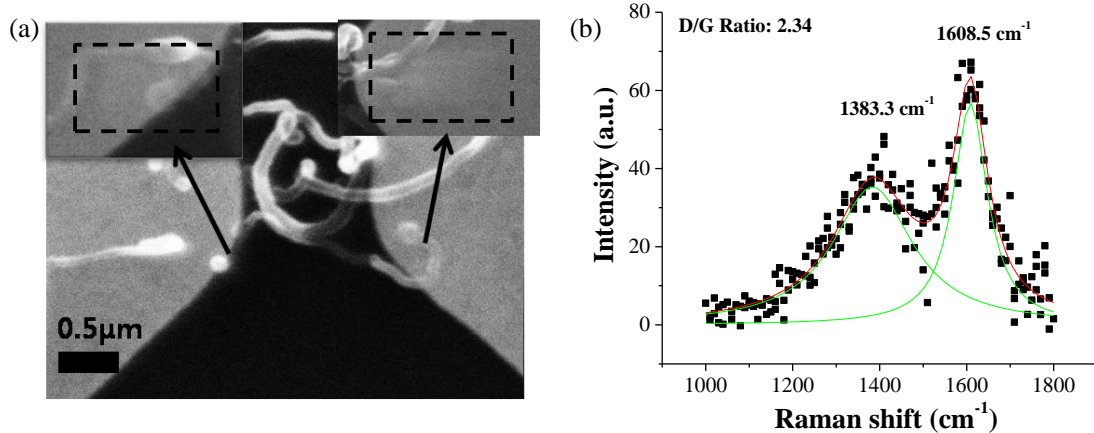 (a)
0.5μm
(b)
D/G Ratio: 2.34
1608.5 cm⁻¹
1383.3 cm⁻¹
Intensity (a.u.)
80
60
40
20
0
1000 1200 1400 1600 1800
Raman shift (cm⁻¹)